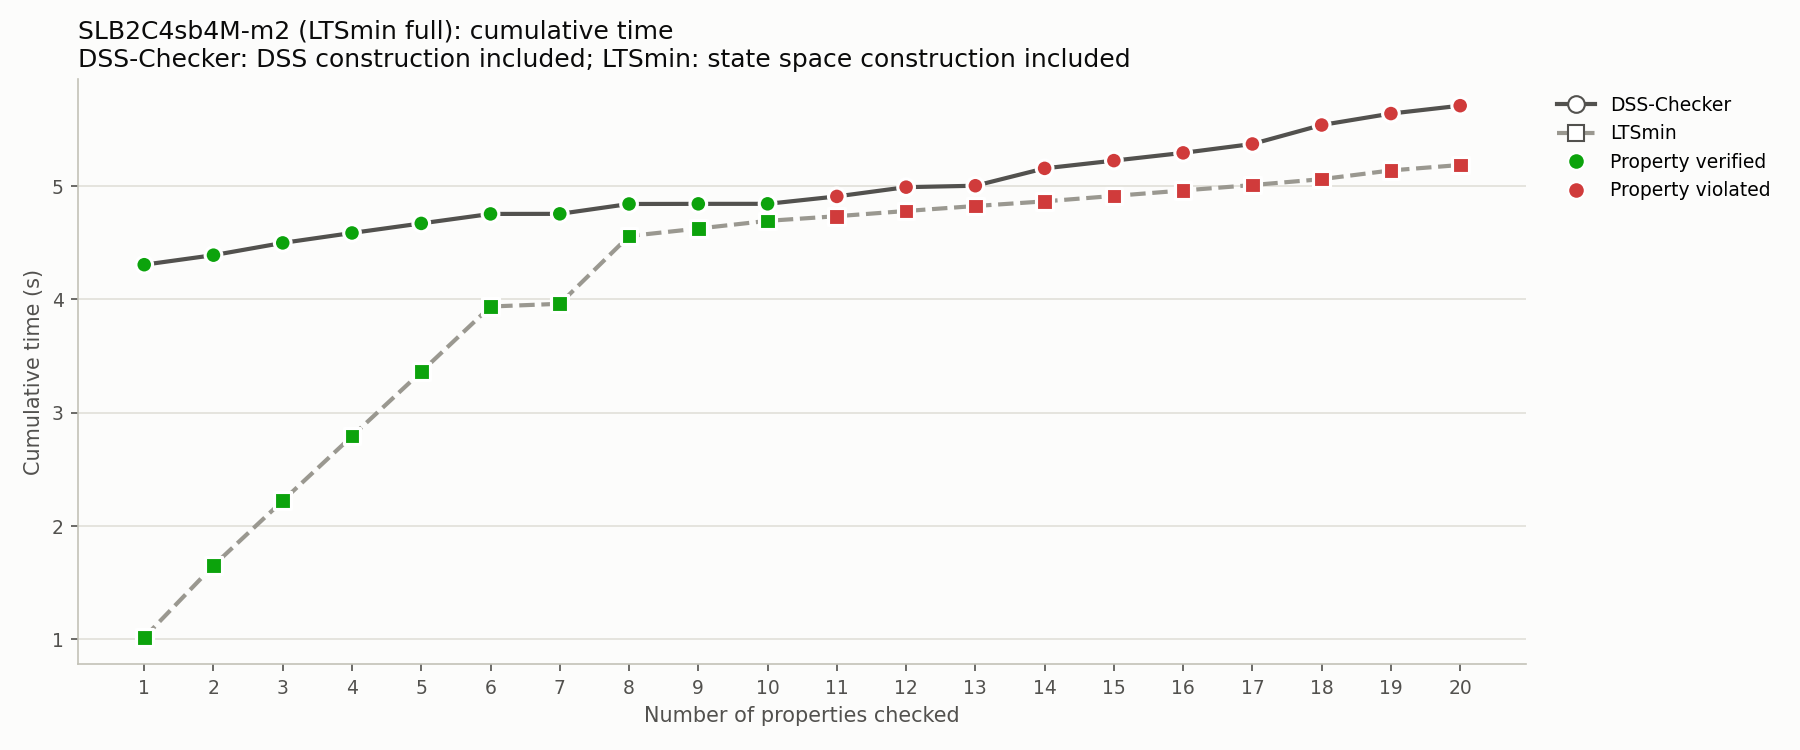 SLB2C4sb4M-m2 (LTSmin full): cumulative time
DSS-Checker: DSS construction included; LTSmin: state space construction included
DSS-Checker
LTSmin
Property verified
Property violated
Cumulative time (s)
5
4
3
2
1
1 2 3 4 5 6 7 8 9 10 11 12 13 14 15 16 17 18 19 20
Number of properties checked